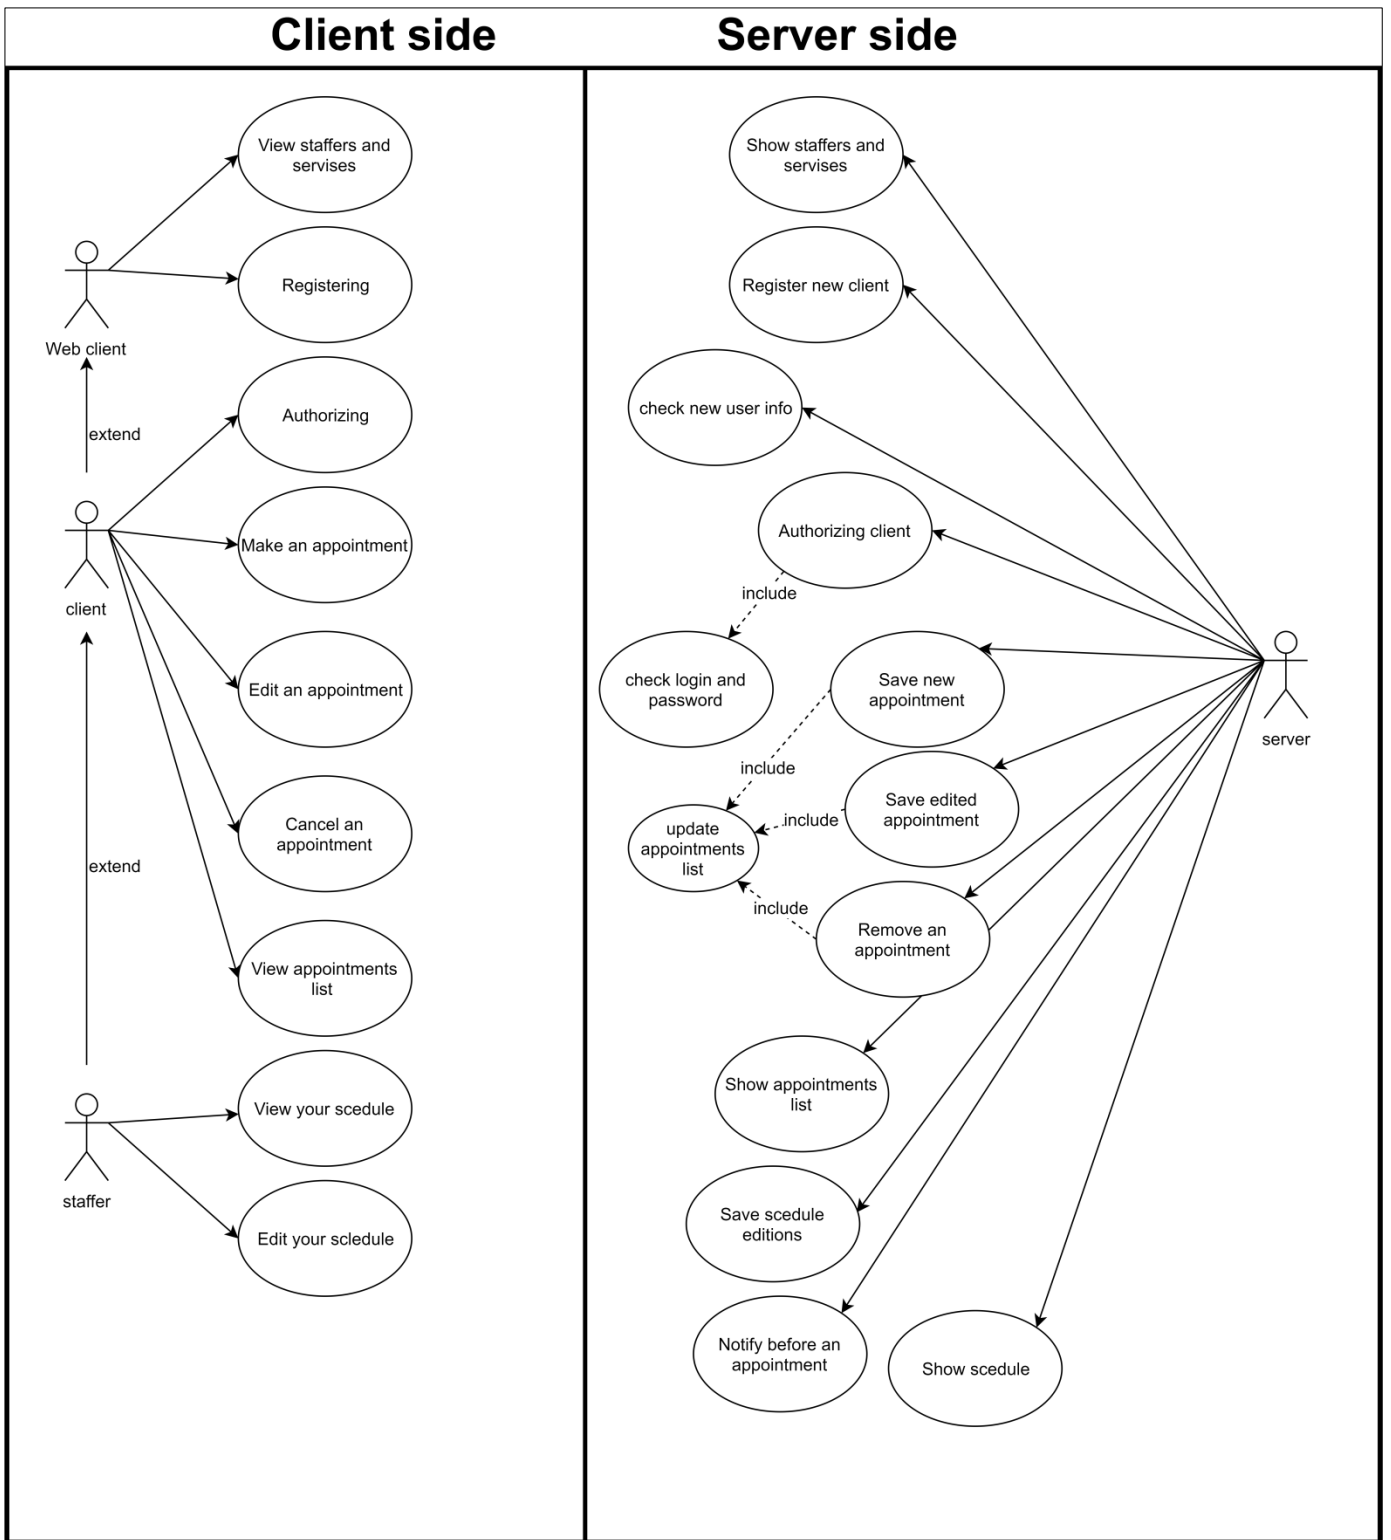 Client side
Server side
View staffers and
servises
Registering
Web client
extend
Authorizing
Make an appointment
client
Edit an appointment
Cancel an
appointment
extend
View appointments
list
View your scedule
staffer
Edit your scledule
Show staffers and
servises
Register new client
check new user info
Authorizing client
include
check login and
password
Save new
appointment
server
include
Save edited
appointment
include
update
appointments
list
include
Remove an
appointment
Show appointments
list
Save scedule
editions
Notify before an
appointment
Show scedule